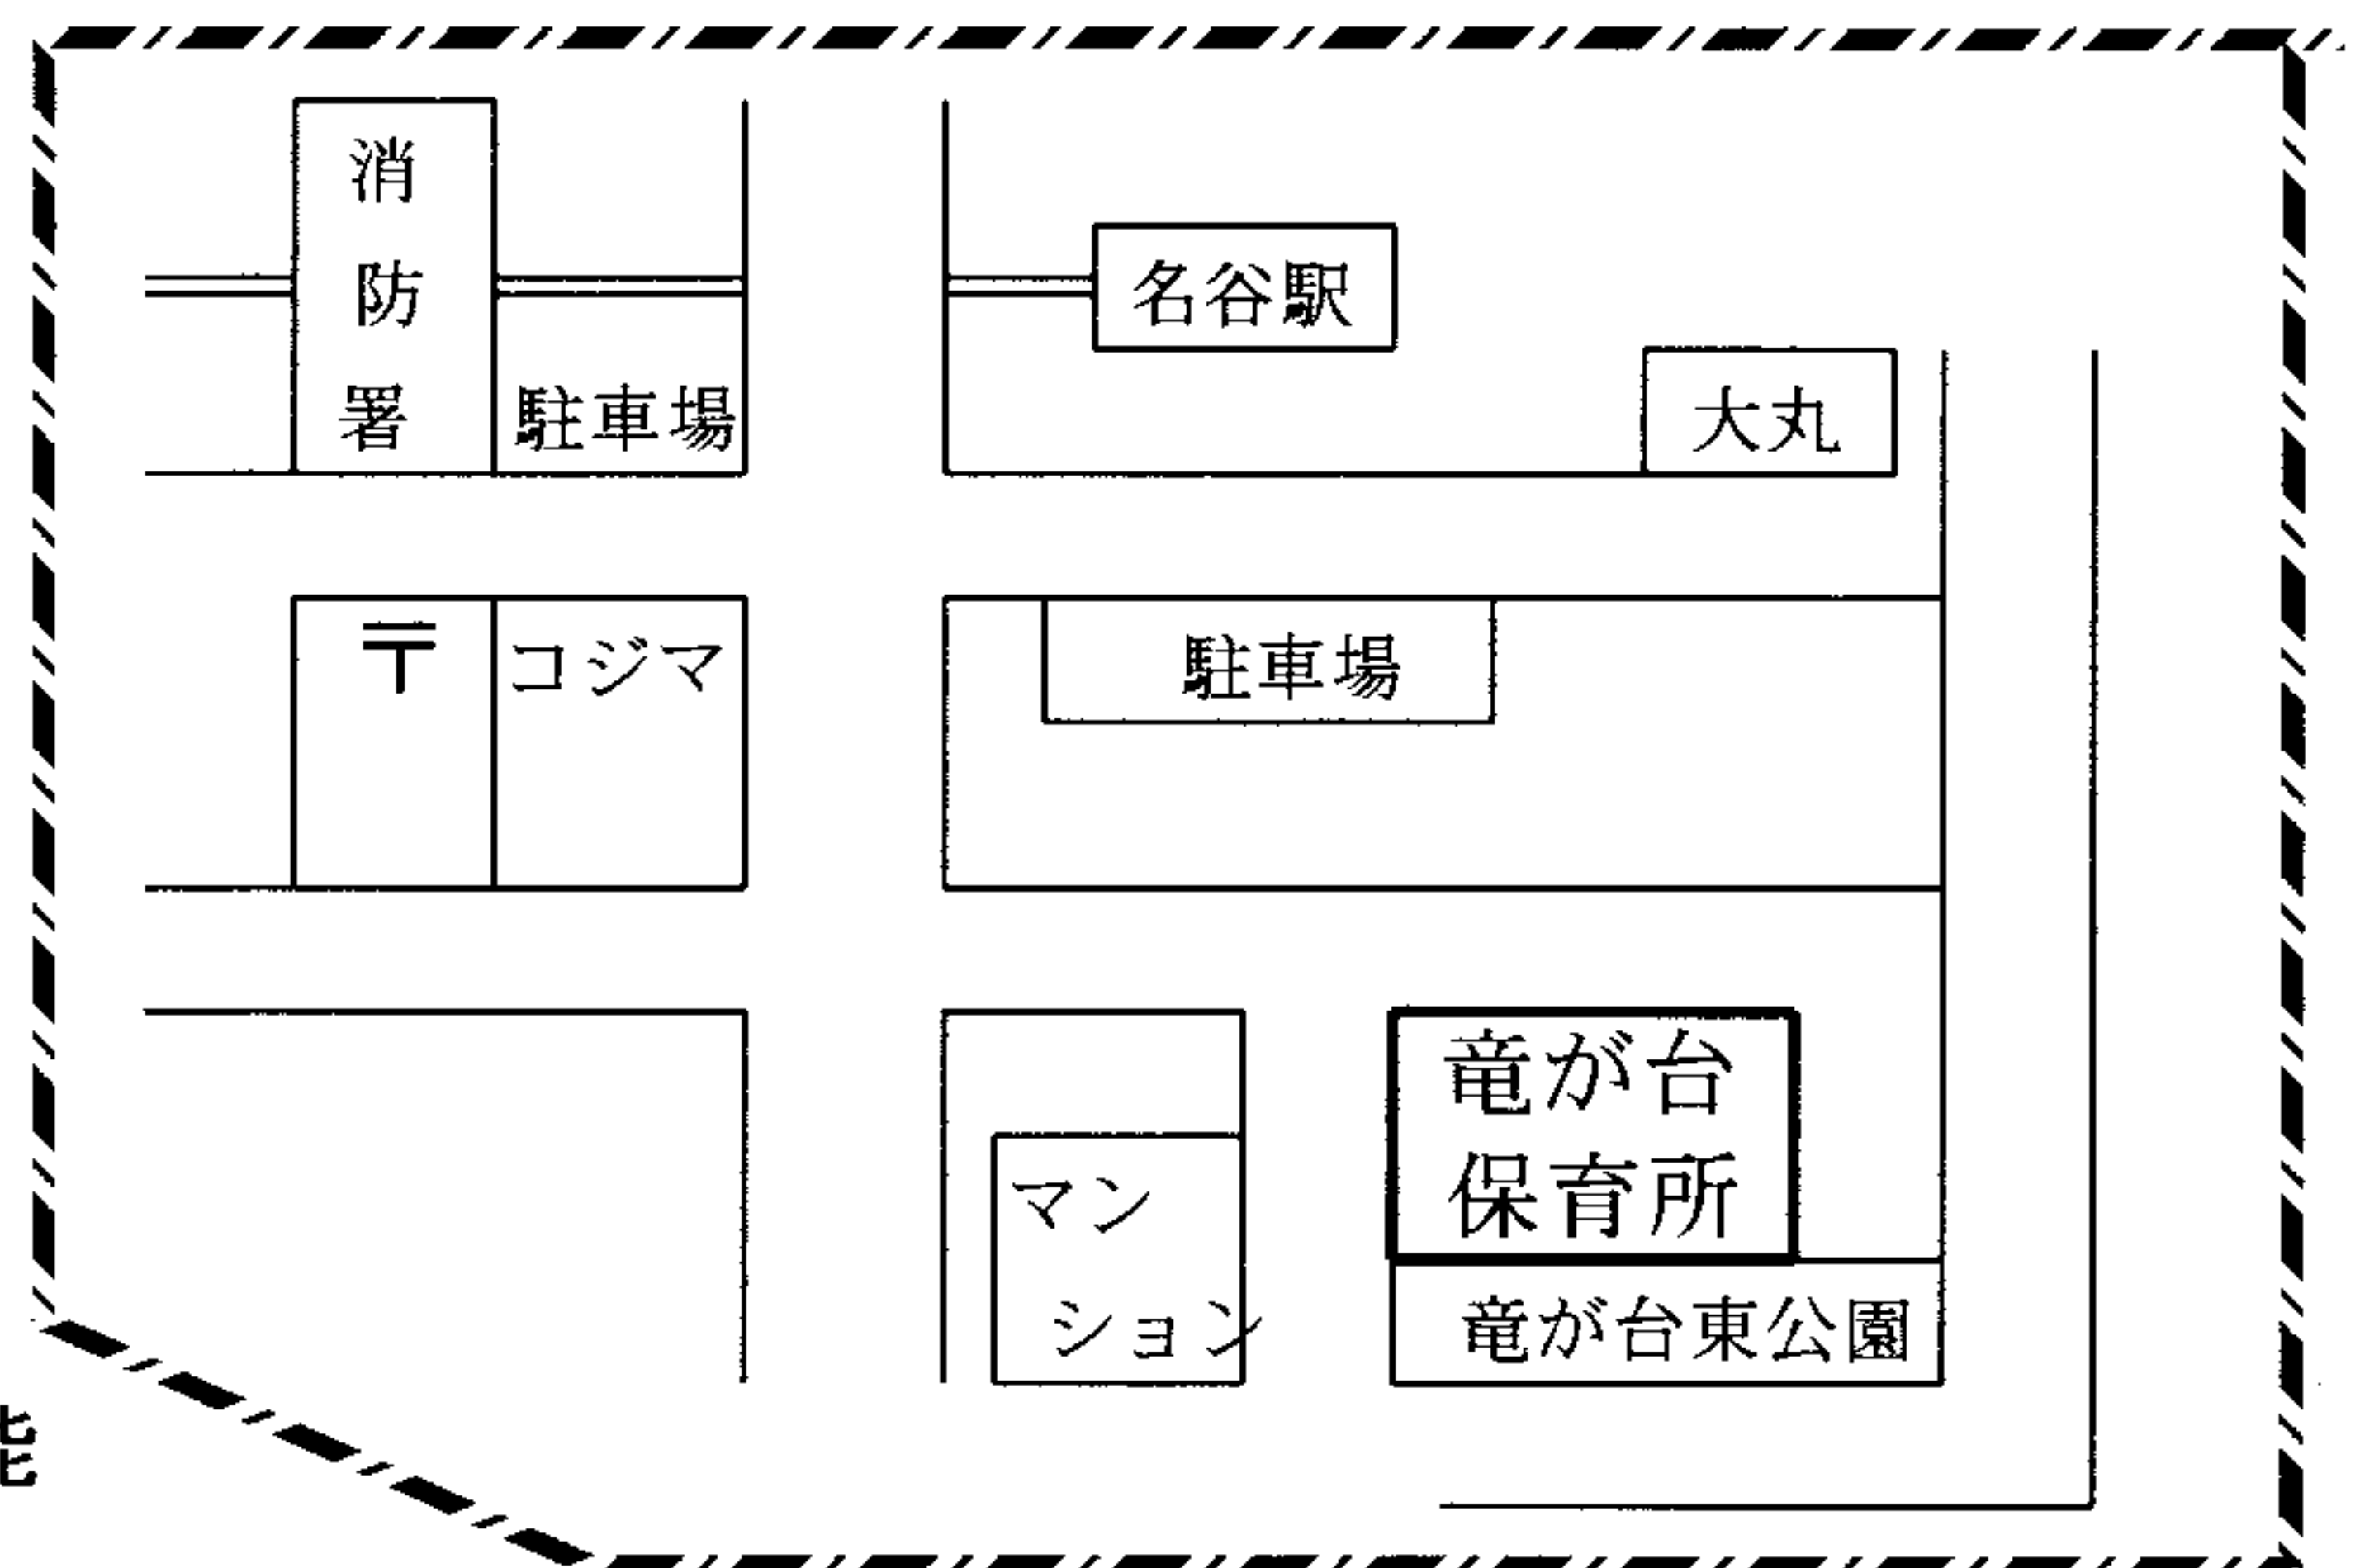 消
防
署
駐車場
名谷駅
大丸
〒
コジマ
駐車場
竜が台
保育所
マン
ション
竜が台東公園